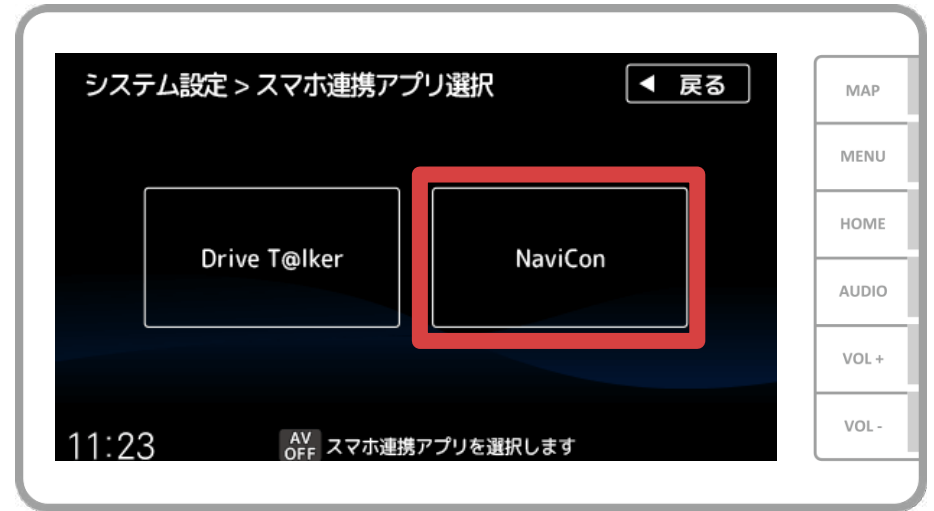 システム設定 > スマホ連携アプリ選択
◀ 戻る
Drive T@lker
NaviCon
11:23
AV
OFF
スマホ連携アプリを選択します
MAP
MENU
HOME
AUDIO
VOL +
VOL -